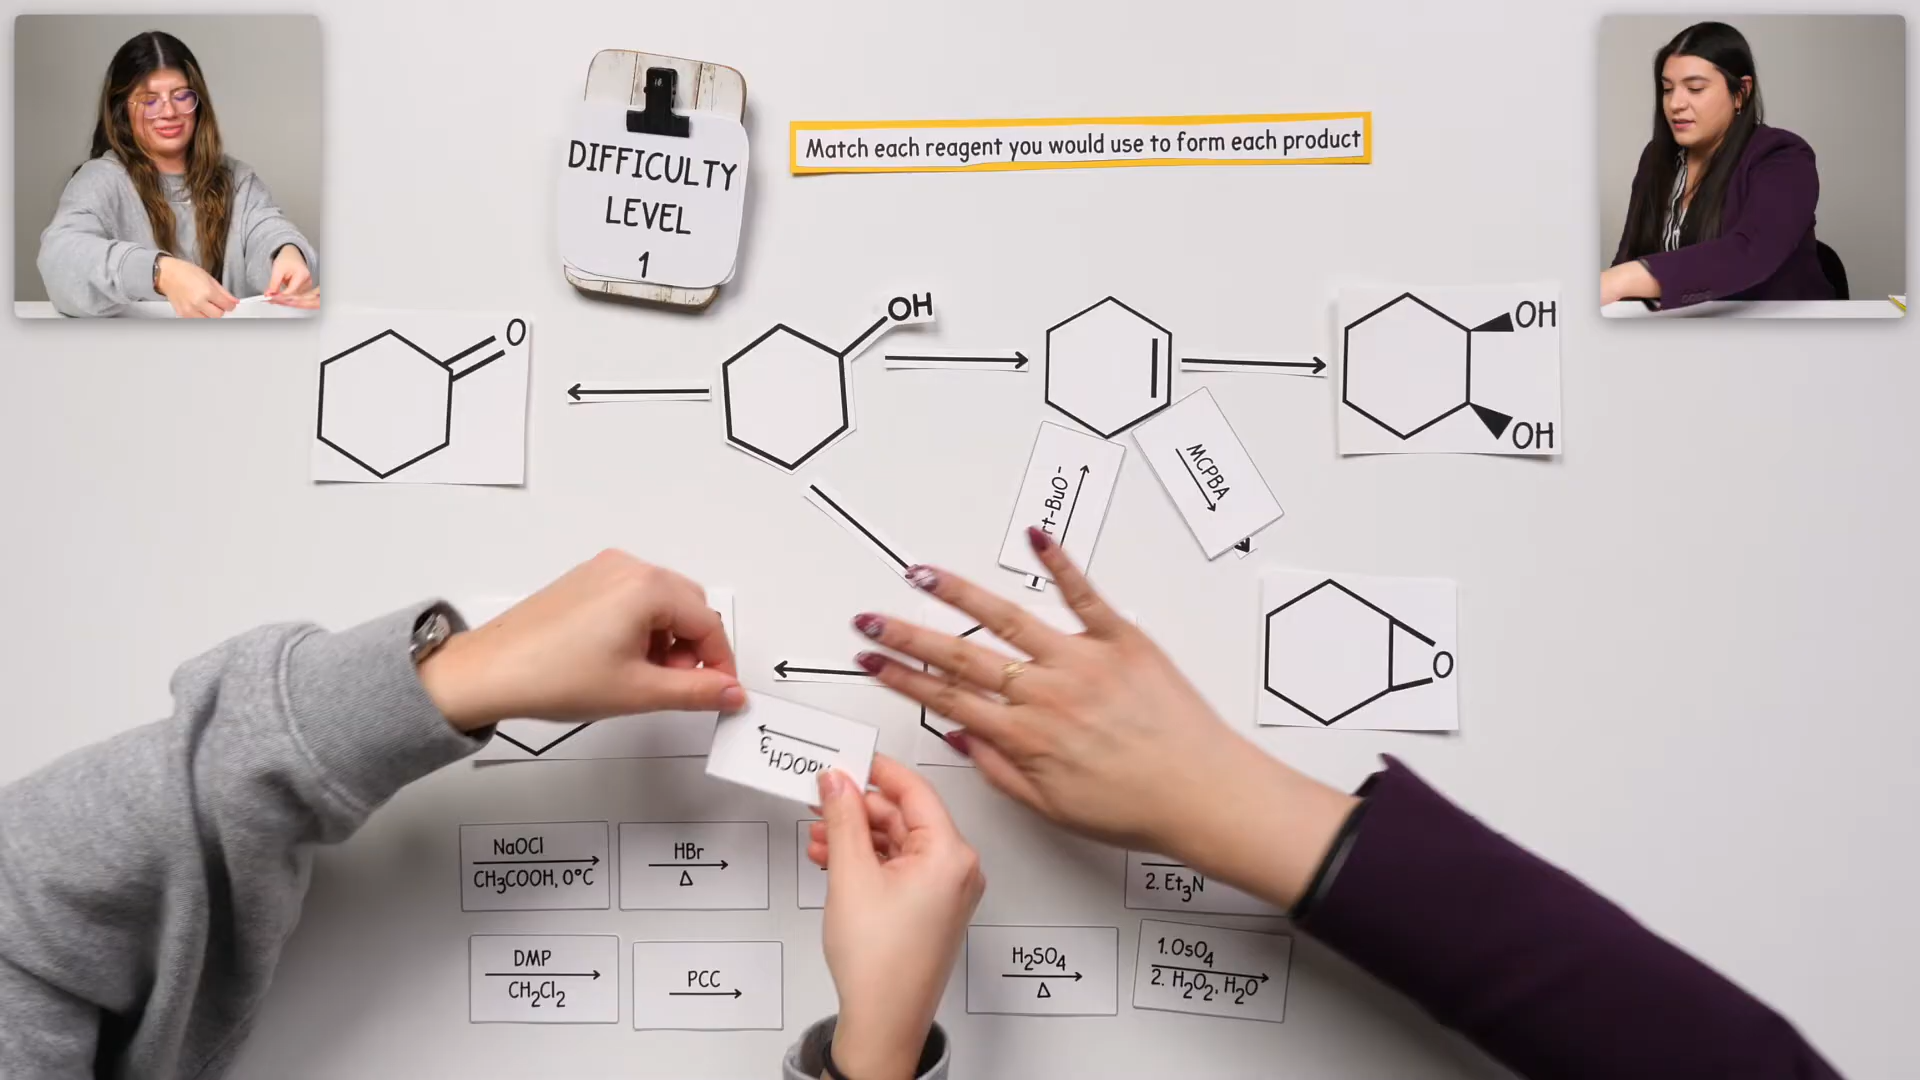 DIFFICULTY
LEVEL
1
Match each reagent you would use to form each product
O
OH
OH
OH
rt-BuO⁻
MCPBA
O
NaOCH₃
NaOCl
CH₃COOH, 0°C
HBr
Δ
2. Et₃N
DMP
CH₂Cl₂
PCC
H₂SO₄
Δ
1. OsO₄
2. H₂O₂, H₂O